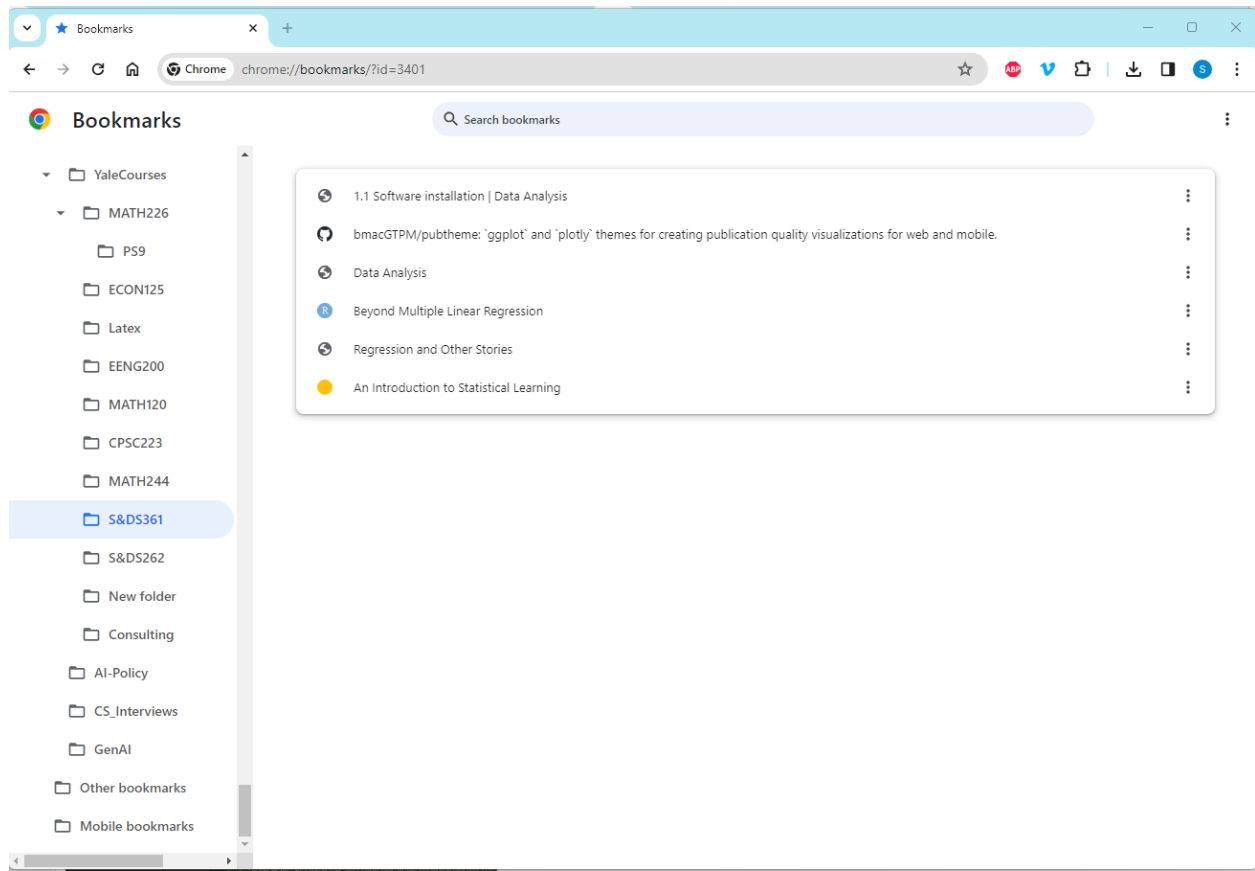 Bookmarks
Chrome
chrome://bookmarks/?id=3401
ABP
S
Bookmarks
Search bookmarks
YaleCourses
MATH226
PS9
ECON125
Latex
EENG200
MATH120
CPSC223
MATH244
S&DS361
S&DS262
New folder
Consulting
AI-Policy
CS_Interviews
GenAI
Other bookmarks
Mobile bookmarks
1.1 Software installation | Data Analysis
bmacGTPM/pubtheme: `ggplot` and `plotly` themes for creating publication quality visualizations for web and mobile.
Data Analysis
R
Beyond Multiple Linear Regression
Regression and Other Stories
An Introduction to Statistical Learning